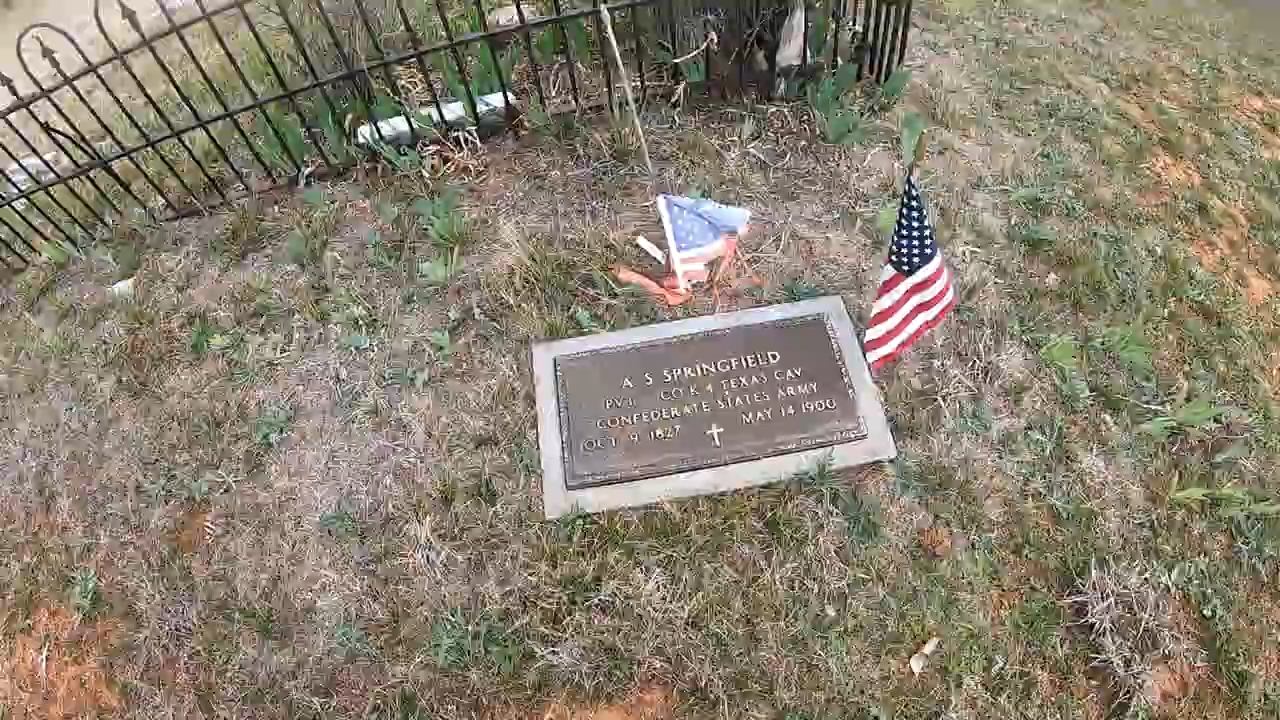 A S SPRINGFIELD
PVT CO K 4 TEXAS CAV
CONFEDERATE STATES ARMY
OCT 9 1827 MAY 14 1900